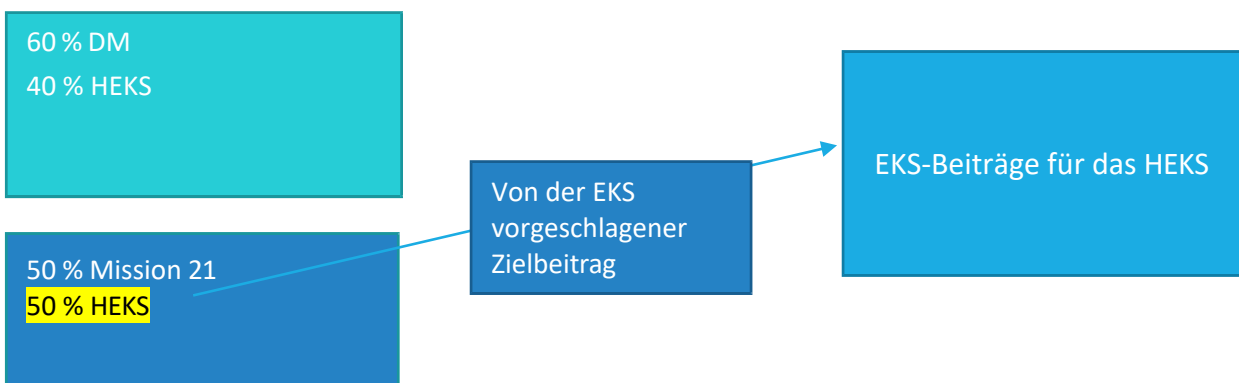 60 % DM
40 % HEKS
50 % Mission 21
50 % HEKS
Von der EKS
vorgeschlagener
Zielbeitrag
EKS-Beiträge für das HEKS